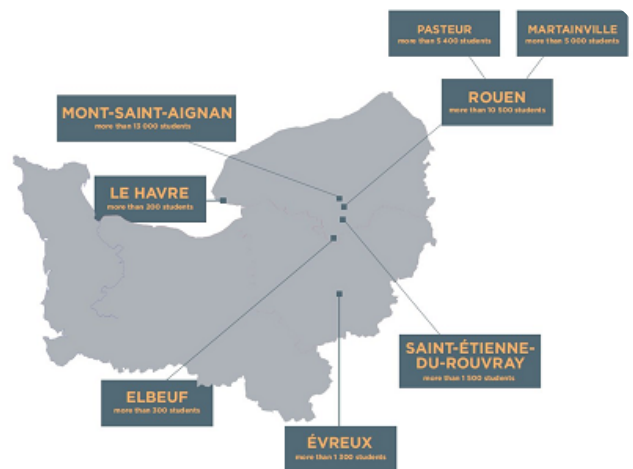 PASTEUR
more than 5 400 students
MARTAINVILLE
more than 5 000 students
ROUEN
more than 10 500 students
MONT-SAINT-AIGNAN
more than 13 000 students
LE HAVRE
more than 200 students
SAINT-ÉTIENNE-
DU-ROUVRAY
more than 1 500 students
ELBEUF
more than 300 students
ÉVREUX
more than 1 300 students